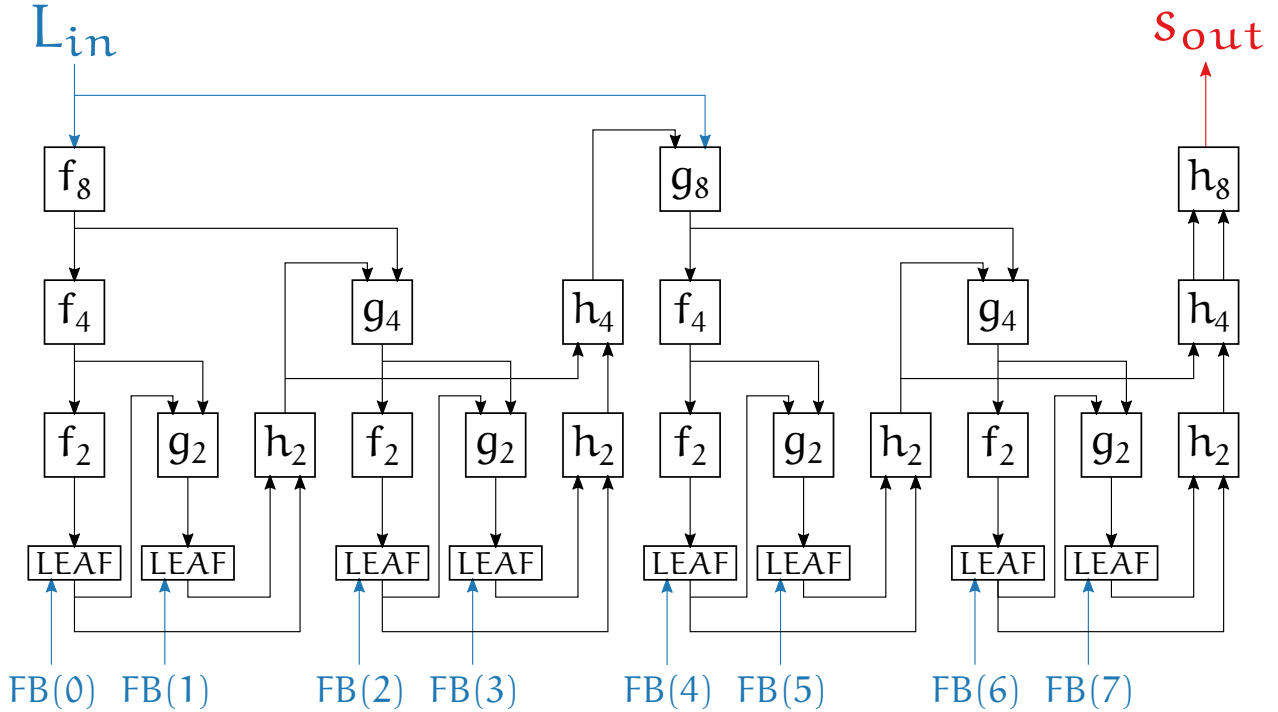 L_in s_out
f_8 g_8 h_8
f_4 g_4 h_4 f_4 g_4 h_4
f_2 g_2 h_2 f_2 g_2 h_2 f_2 g_2 h_2 f_2 g_2 h_2
LEAF LEAF LEAF LEAF LEAF LEAF LEAF LEAF
FB(0) FB(1) FB(2) FB(3) FB(4) FB(5) FB(6) FB(7)